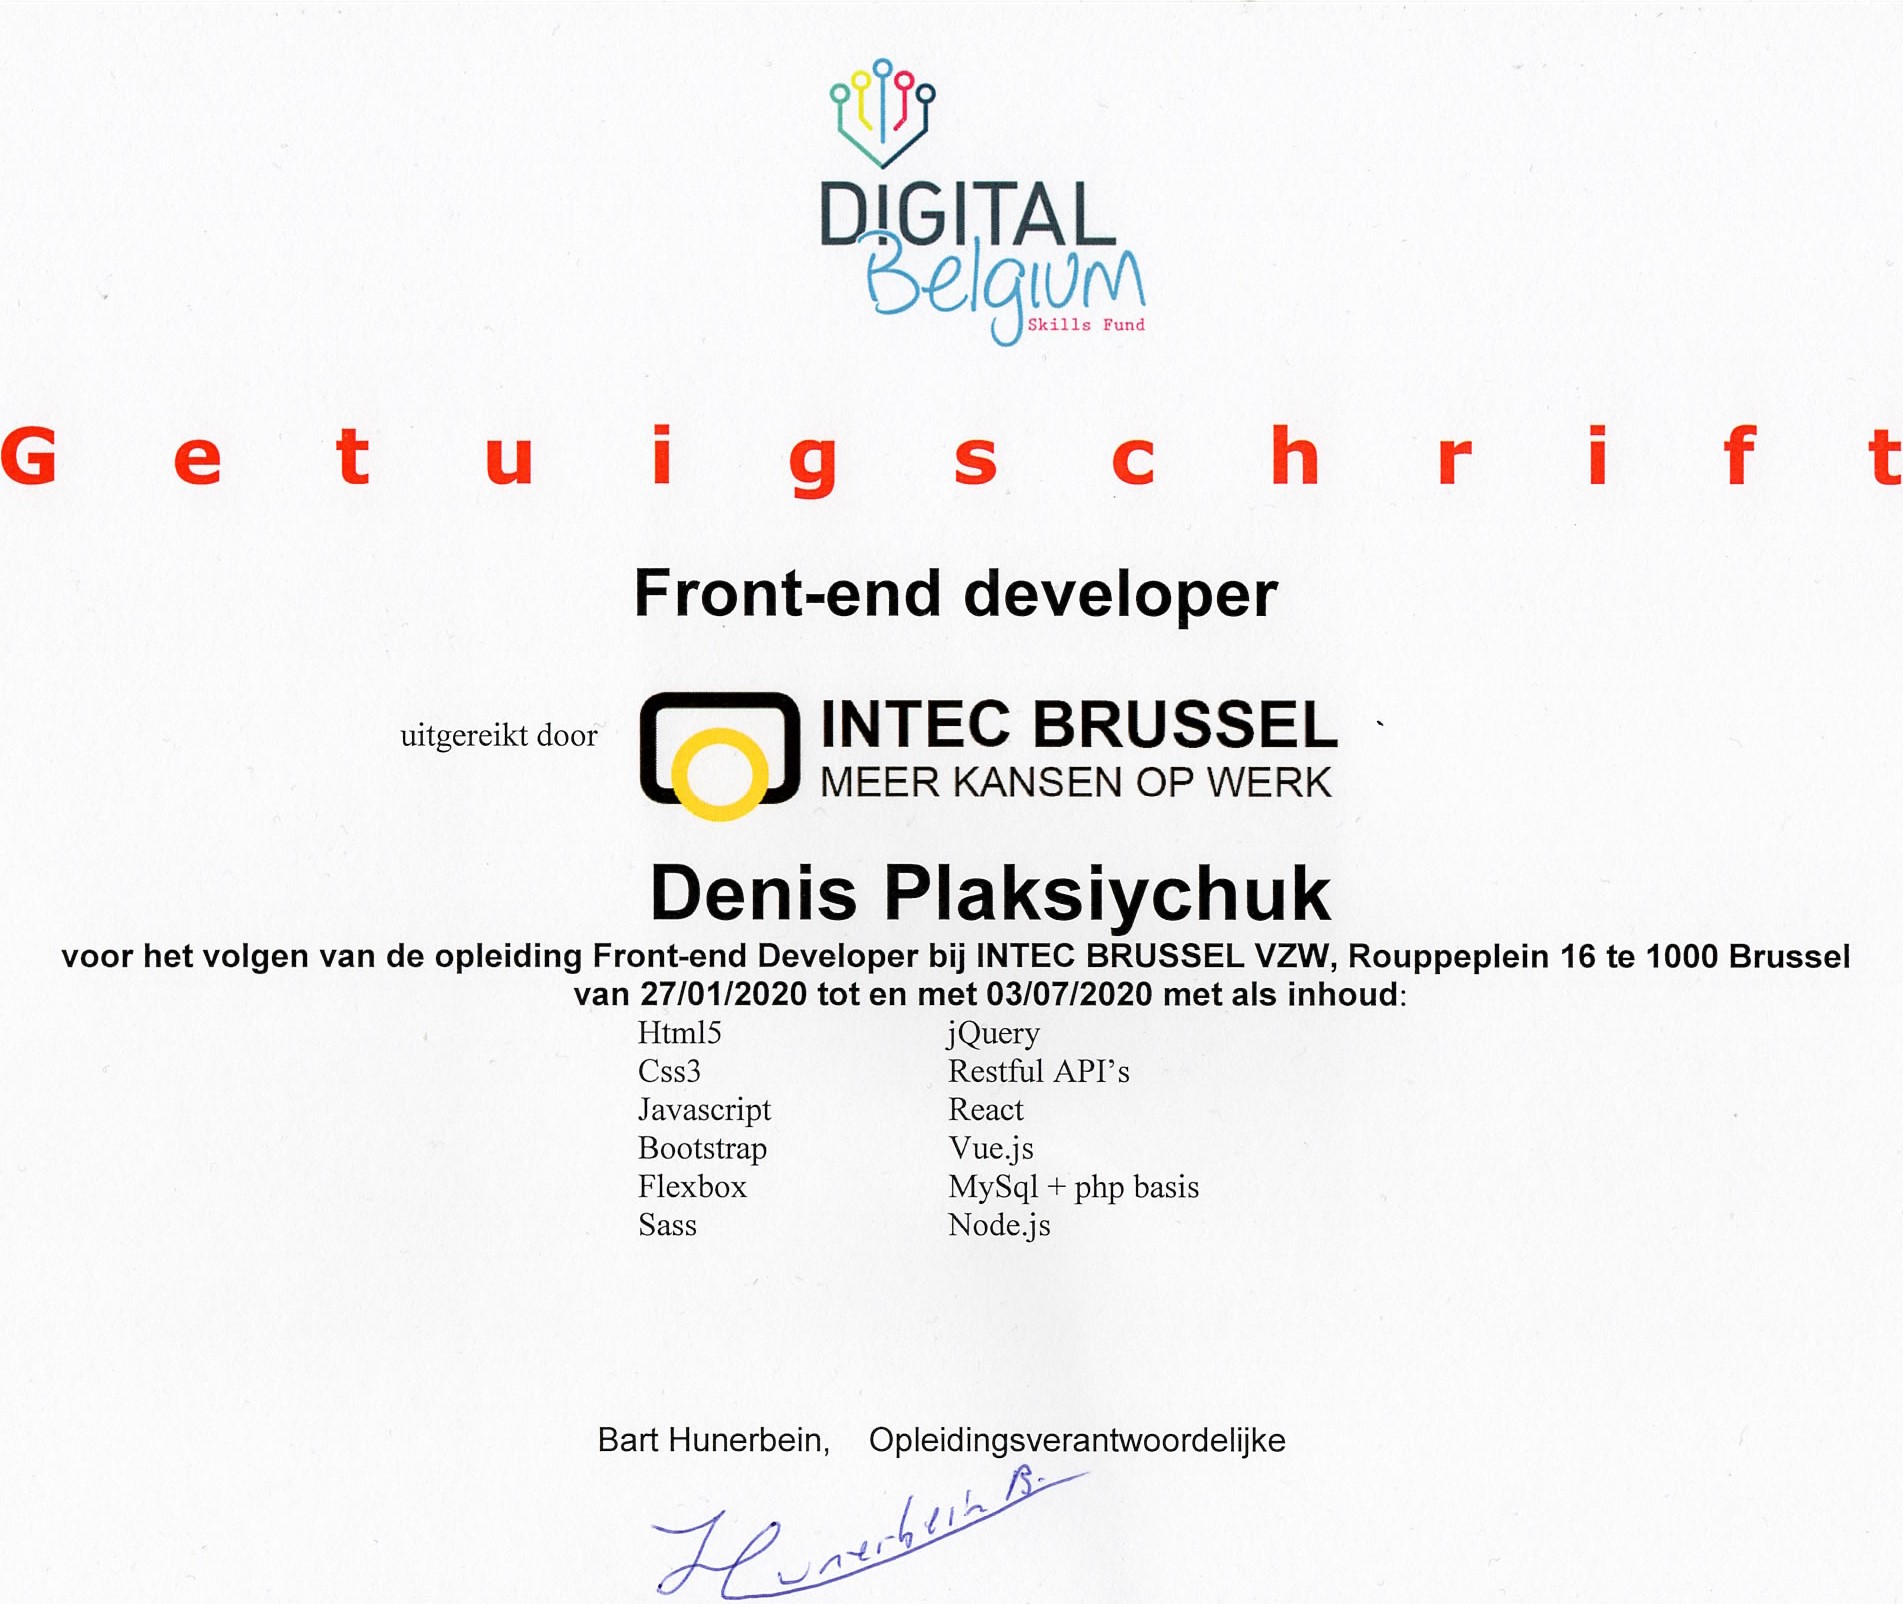 D!GITAL
Belgium
Skills Fund
Getuigschrift
Front-end developer
uitgereikt door
INTEC BRUSSEL
MEER KANSEN OP WERK
Denis Plaksiychuk
voor het volgen van de opleiding Front-end Developer bij INTEC BRUSSEL VZW, Rouppeplein 16 te 1000 Brussel
van 27/01/2020 tot en met 03/07/2020 met als inhoud:
Html5 jQuery
Css3 Restful API’s
Javascript React
Bootstrap Vue.js
Flexbox MySql + php basis
Sass Node.js
Bart Hunerbein, Opleidingsverantwoordelijke
Hunerbein B.